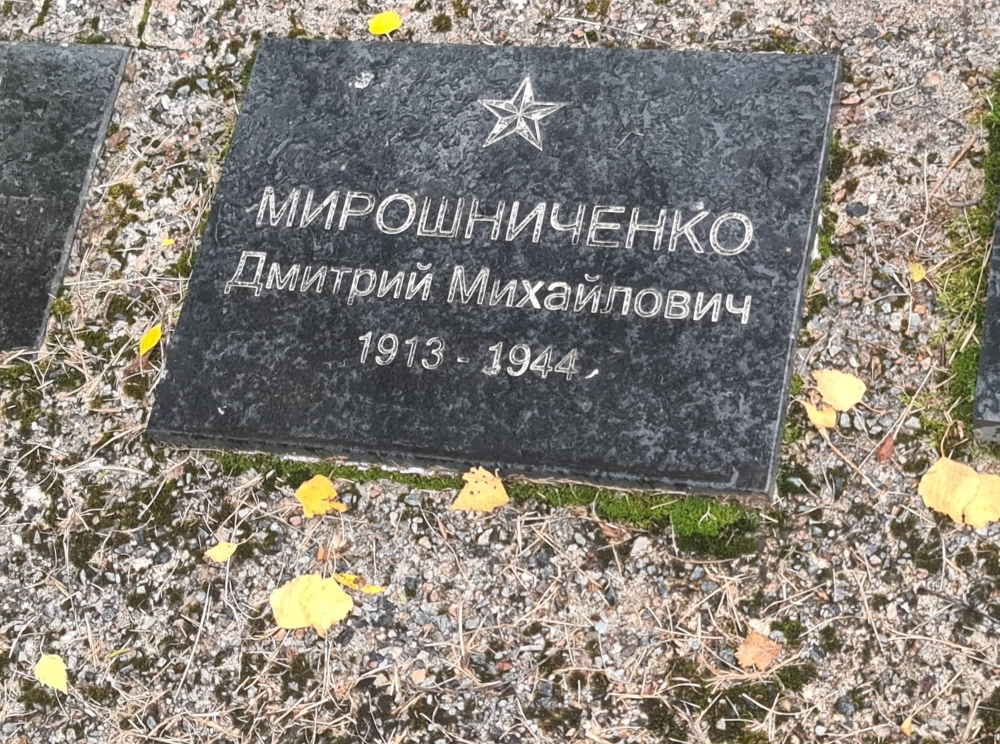 МИРОШНИЧЕНКО
Дмитрий Михайлович
1913 - 1944